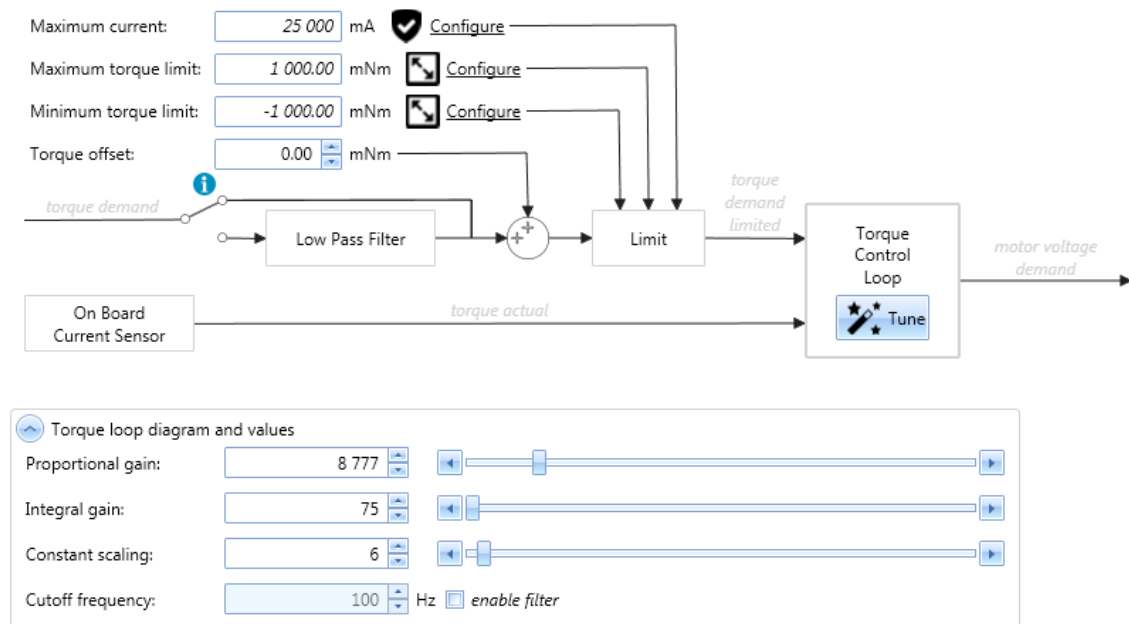 Maximum current: 25 000 mA Configure
Maximum torque limit: 1 000.00 mNm Configure
Minimum torque limit: -1 000.00 mNm Configure
Torque offset: 0.00 mNm
i
torque demand
Low Pass Filter
++
Limit
torque
demand
limited
Torque
Control
Loop
Tune
motor voltage
demand
On Board
Current Sensor
torque actual
Torque loop diagram and values
Proportional gain: 8 777
Integral gain: 75
Constant scaling: 6
Cutoff frequency: 100 Hz enable filter